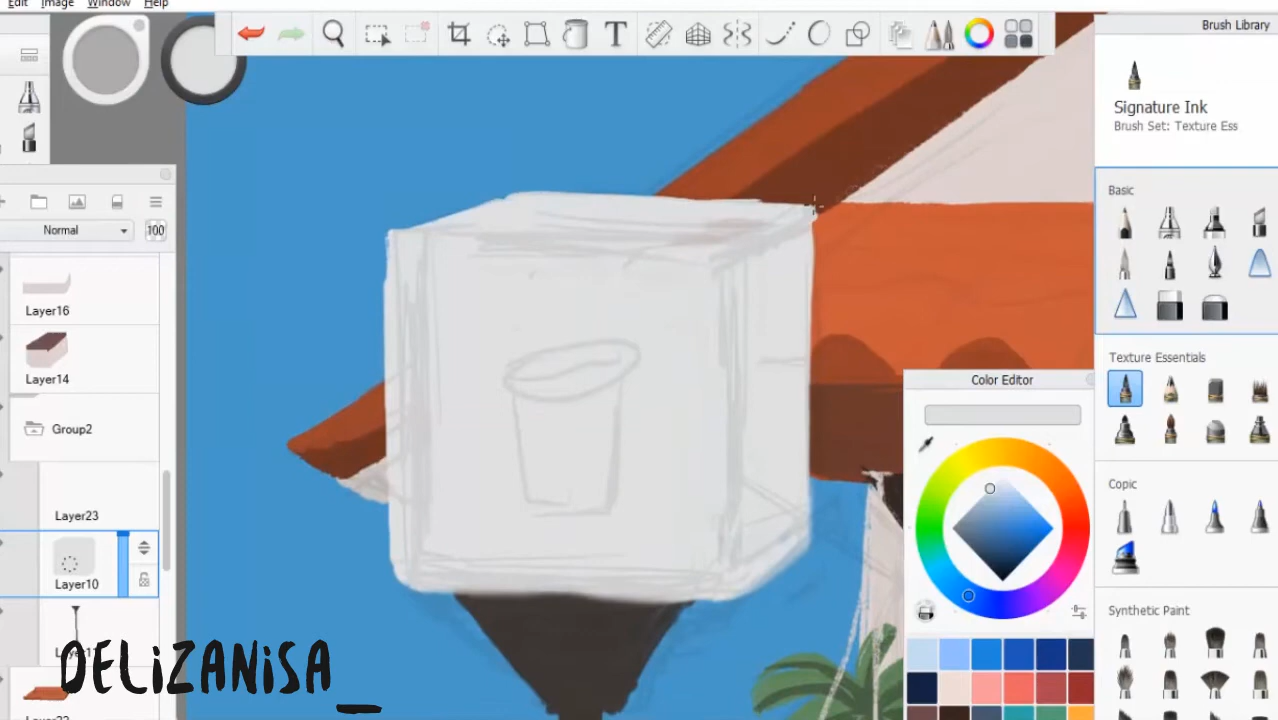 Edit Image Window Help
Brush Library
Signature Ink
Brush Set: Texture Ess
Basic
Normal 100
Layer16
Texture Essentials
Layer14
Color Editor
Group2
Copic
Layer23
Layer10
Synthetic Paint
DELiZANiSA_